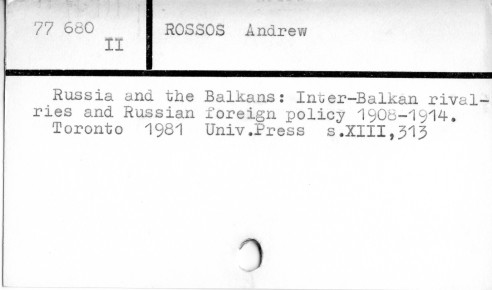 77 680
II
ROSSOS Andrew
Russia and the Balkans: Inter-Balkan rival-
ries and Russian foreign policy 1908-1914.
Toronto 1981 Univ.Press s.XIII,313